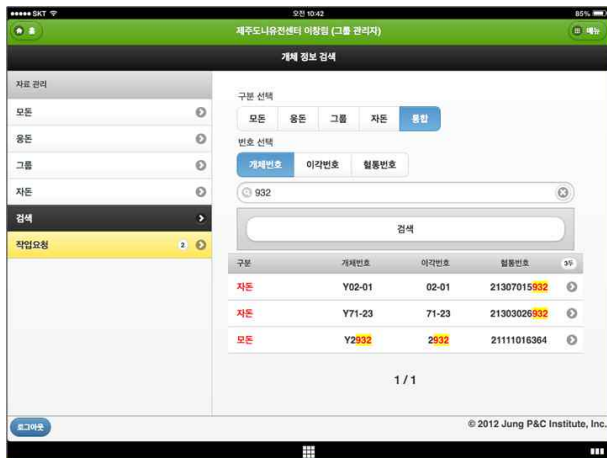 SKT 오전 10:42 85%
홈 제주도니유전센터 이창림 (그룹 관리자) 메뉴
개체 정보 검색
자료 관리
모돈
웅돈
그룹
자돈
검색
작업요청 2
구분 선택
모돈 웅돈 그룹 자돈 통합
번호 선택
개체번호 이각번호 혈통번호
932
검색
구분 개체번호 이각번호 혈통번호 3두
자돈 Y02-01 02-01 21307015932
자돈 Y71-23 71-23 21303026932
모돈 Y2932 2932 21111016364
1 / 1
로그아웃 © 2012 Jung P&C Institute, Inc.